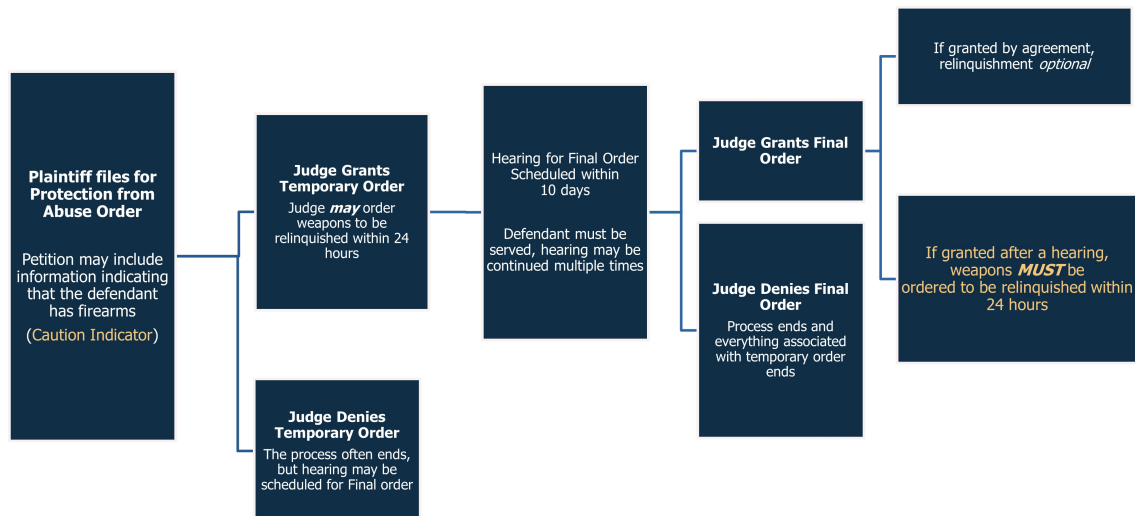 Plaintiff files for
Protection from
Abuse Order
Petition may include
information indicating
that the defendant
has firearms
(Caution Indicator)
Judge Grants
Temporary Order
Judge may order
weapons to be
relinquished within 24
hours
Judge Denies
Temporary Order
The process often ends,
but hearing may be
scheduled for Final order
Hearing for Final Order
Scheduled within
10 days
Defendant must be
served, hearing may be
continued multiple times
Judge Grants Final
Order
Judge Denies Final
Order
Process ends and
everything associated
with temporary order
ends
If granted by agreement,
relinquishment optional
If granted after a hearing,
weapons MUST be
ordered to be relinquished within
24 hours